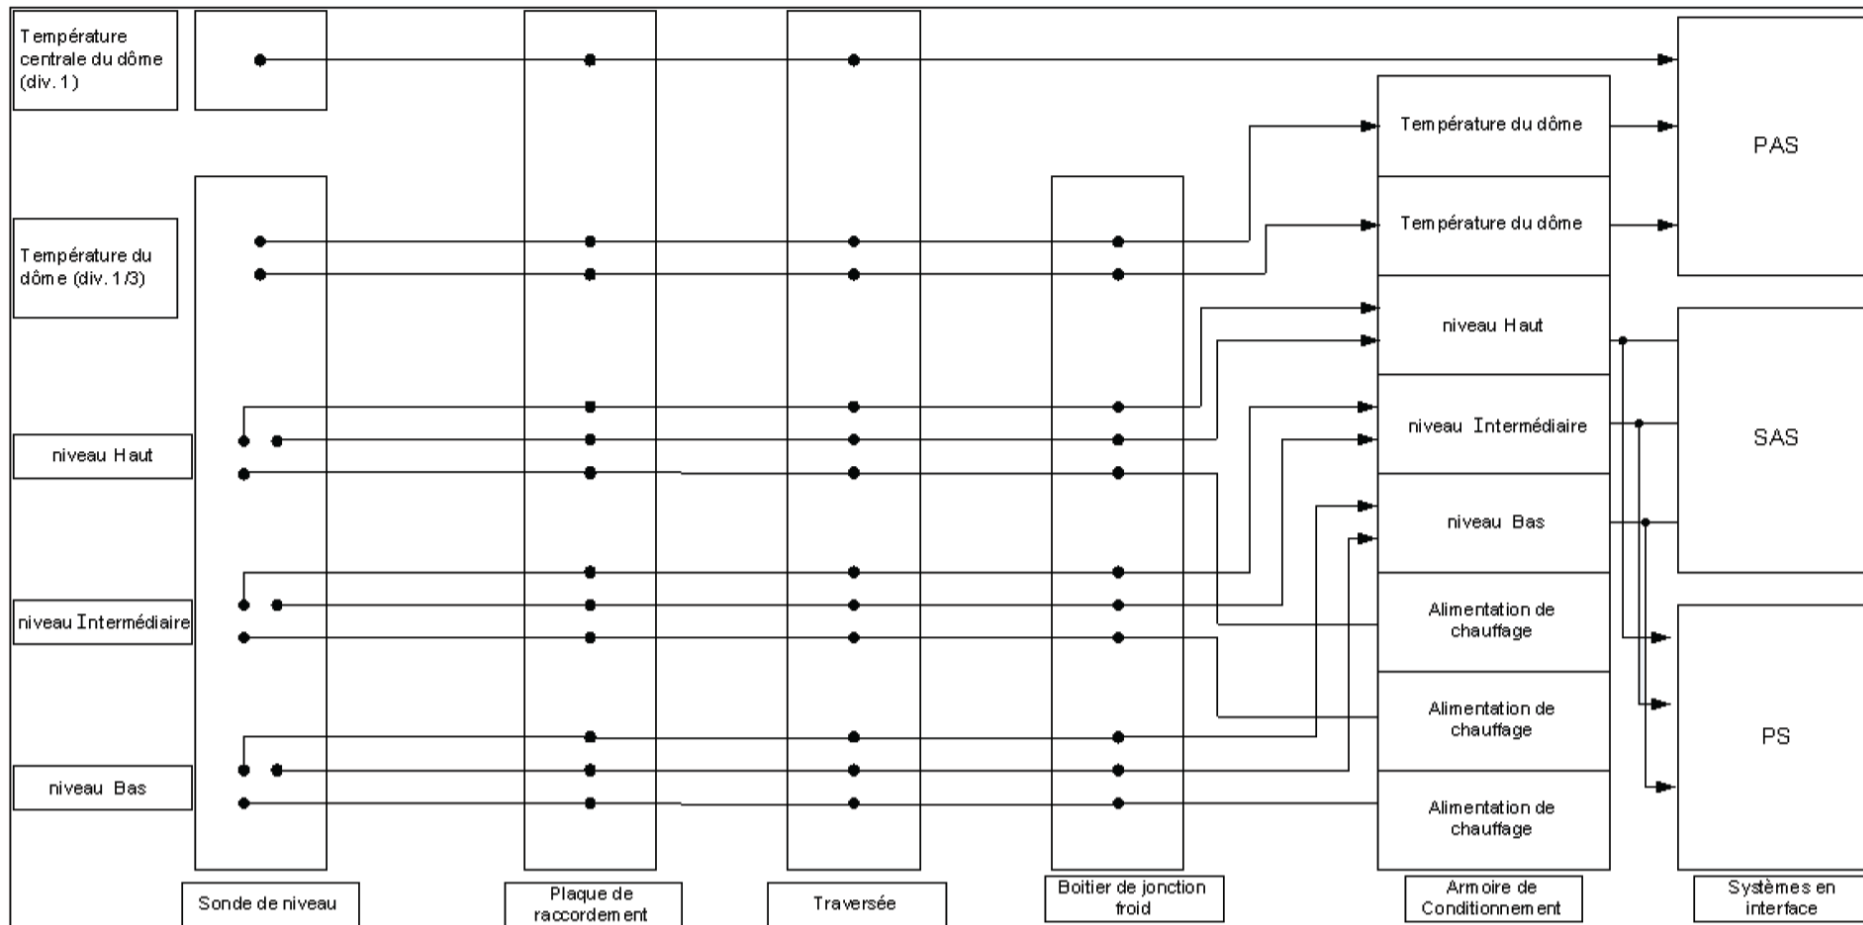 Température
centrale du dôme
(div. 1)
Température du
dôme (div. 1/3)
niveau Haut
niveau Intermédiaire
niveau Bas
Température du dôme
Température du dôme
niveau Haut
niveau Intermédiaire
niveau Bas
Alimentation de
chauffage
Alimentation de
chauffage
Alimentation de
chauffage
PAS
SAS
PS
Sonde de niveau
Plaque de
raccordement
Traversée
Boitier de jonction
froid
Armoire de
Conditionnement
Systèmes en
interface